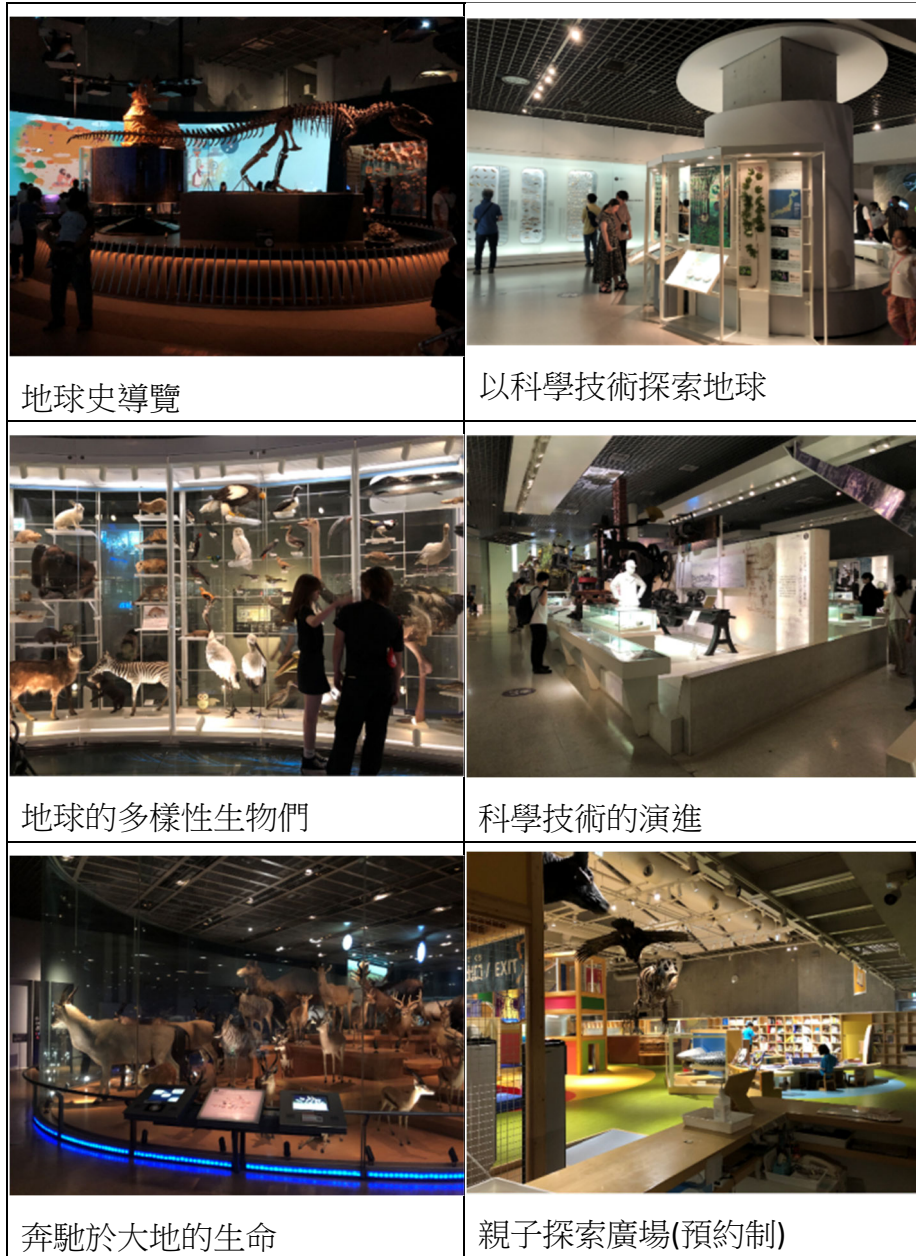 地球史導覽
以科學技術探索地球
地球的多樣性生物們
科學技術的演進
奔馳於大地的生命
親子探索廣場(預約制)